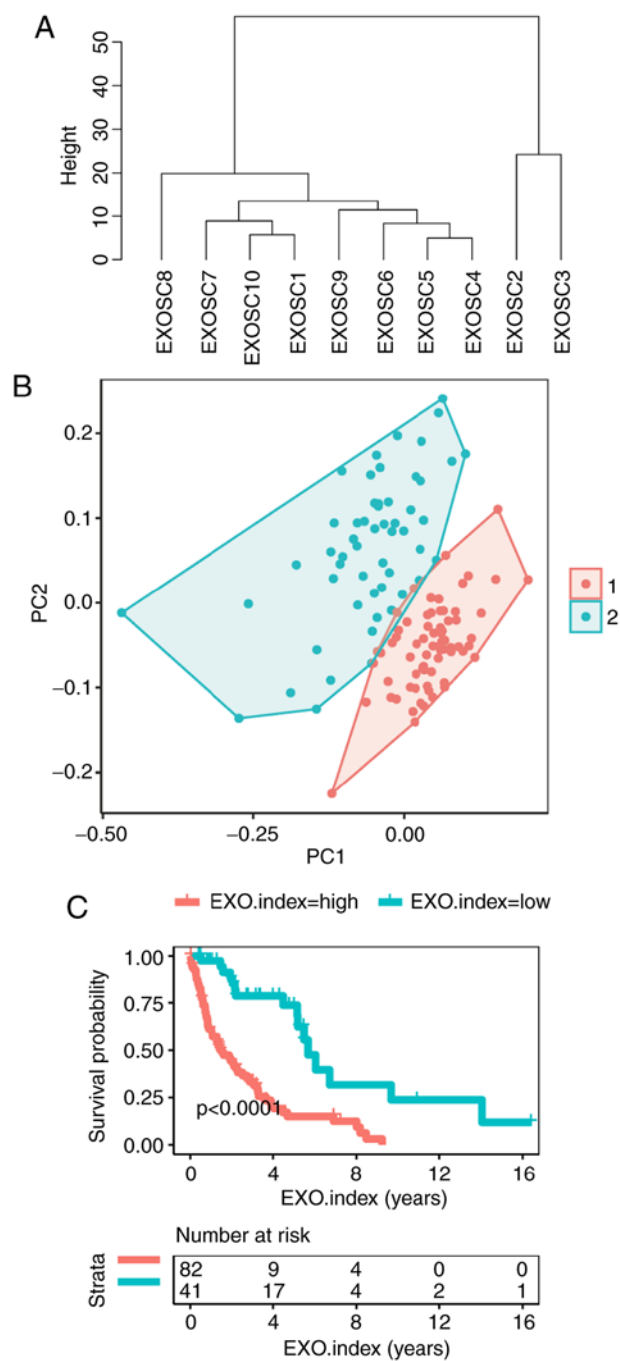 A
50
40
30
20
10
0
Height
EXOSC8
EXOSC7
EXOSC10
EXOSC1
EXOSC9
EXOSC6
EXOSC5
EXOSC4
EXOSC2
EXOSC3
B
0.2
0.1
0.0
−0.1
−0.2
PC2
−0.50 −0.25 0.00
PC1
1
2
C
EXO.index=high EXO.index=low
1.00
0.75
0.50
0.25
0.00
Survival probability
p<0.0001
0 4 8 12 16
EXO.index (years)
Number at risk
Strata
82 9 4 0 0
41 17 4 2 1
0 4 8 12 16
EXO.index (years)